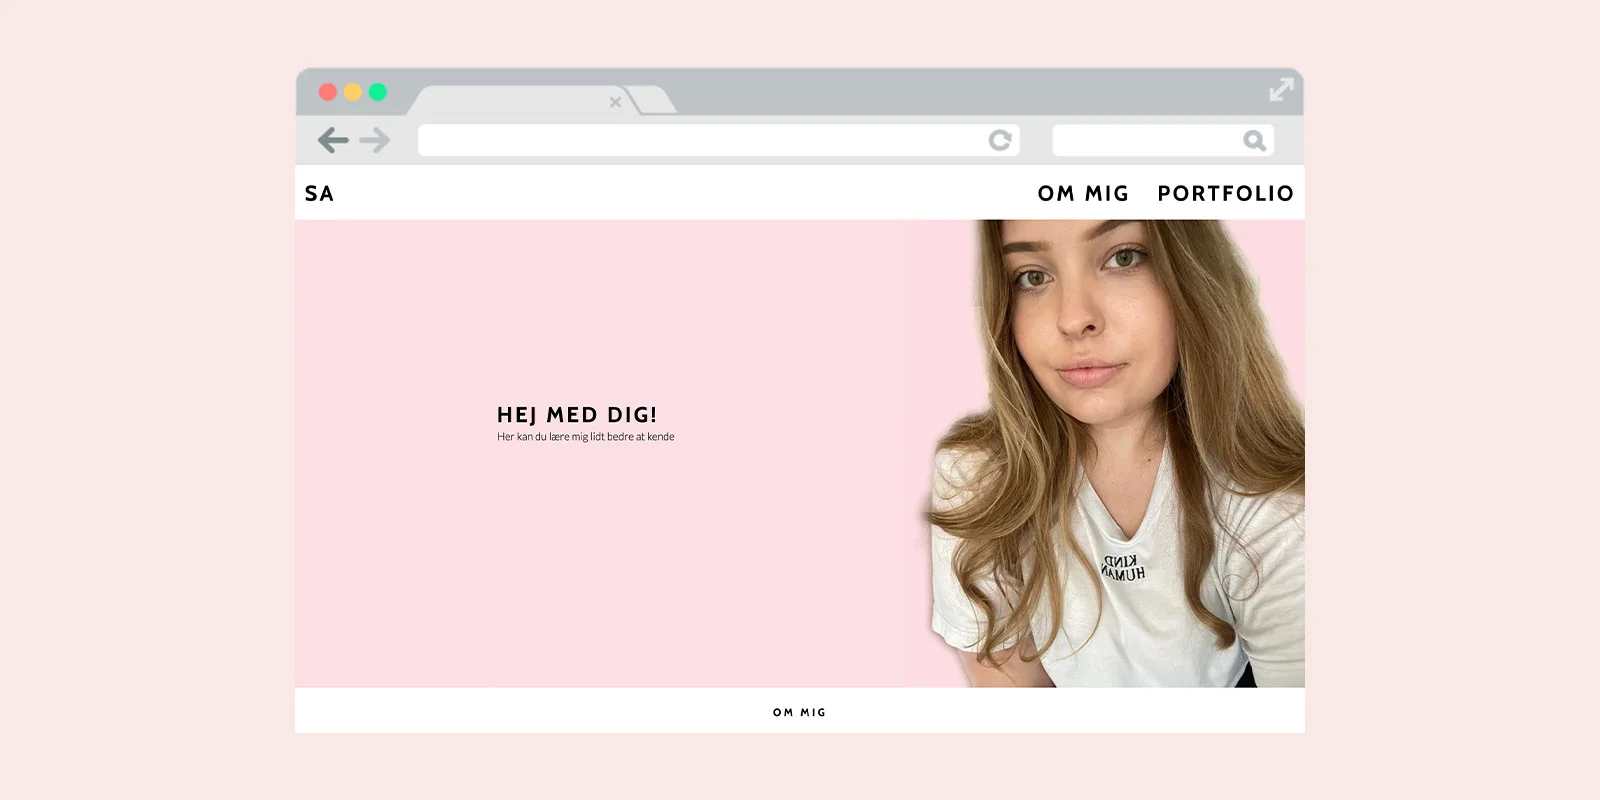 SA
OM MIG PORTFOLIO
HEJ MED DIG!
Her kan du lære mig lidt bedre at kende
KIND
HUMAN
OM MIG